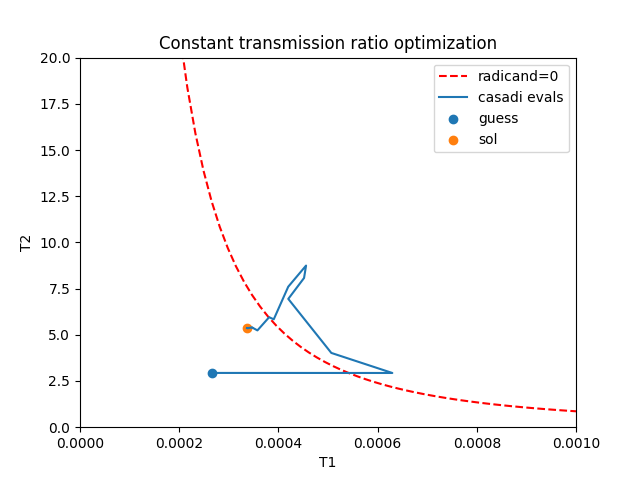 Constant transmission ratio optimization
radicand=0
casadi evals
guess
sol
20.0
17.5
15.0
12.5
10.0
7.5
5.0
2.5
0.0
T2
0.0000 0.0002 0.0004 0.0006 0.0008 0.0010
T1